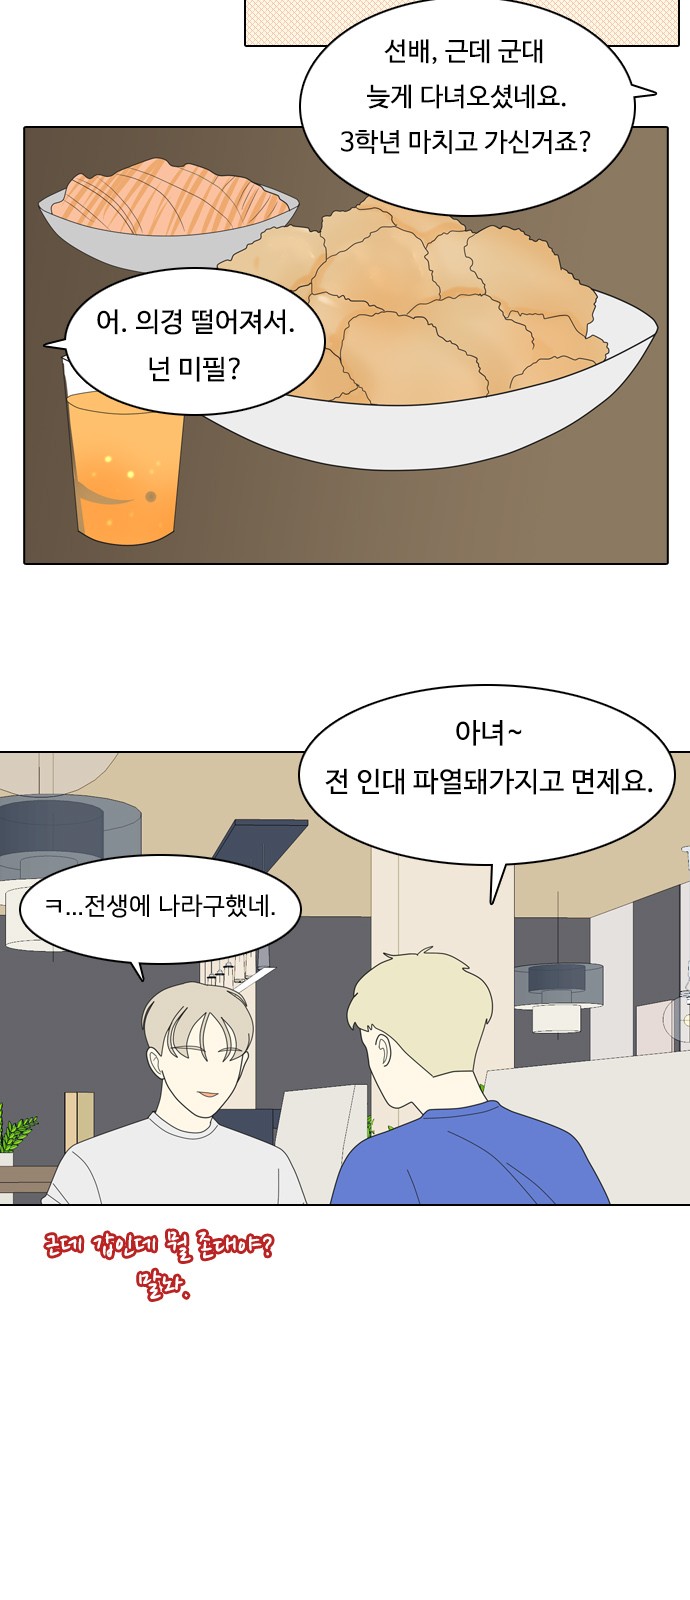 선배, 근데 군대
늦게 다녀오셨네요.
3학년 마치고 가신거죠?
어. 의경 떨어져서.
넌 미필?
아녀~
전 인대 파열돼가지고 면제요.
ㅋ...전생에 나라구했네.
근데 갑인데 뭘 존대야?
말놔.